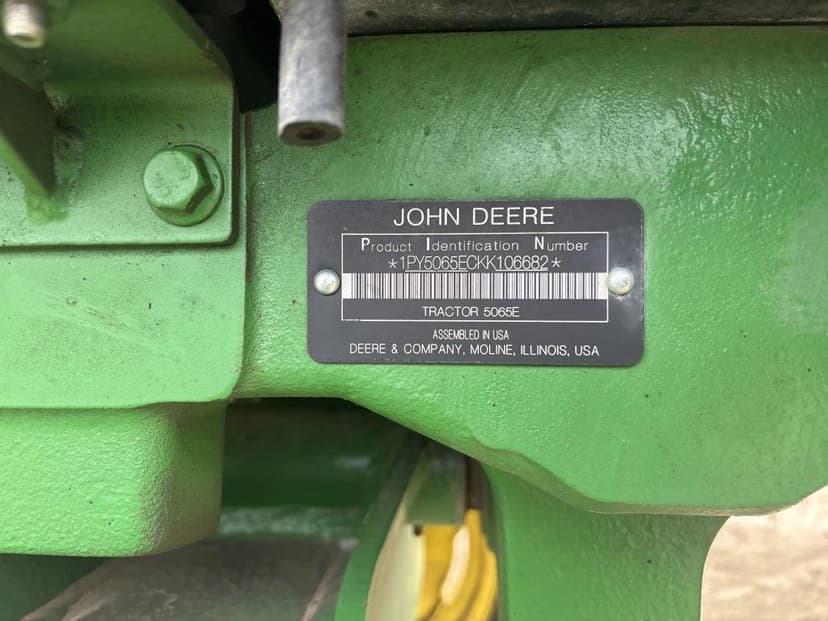 JOHN DEERE
Product Identification Number
*1PY5065ECKK106682*
TRACTOR 5065E
ASSEMBLED IN USA
DEERE & COMPANY, MOLINE, ILLINOIS, USA